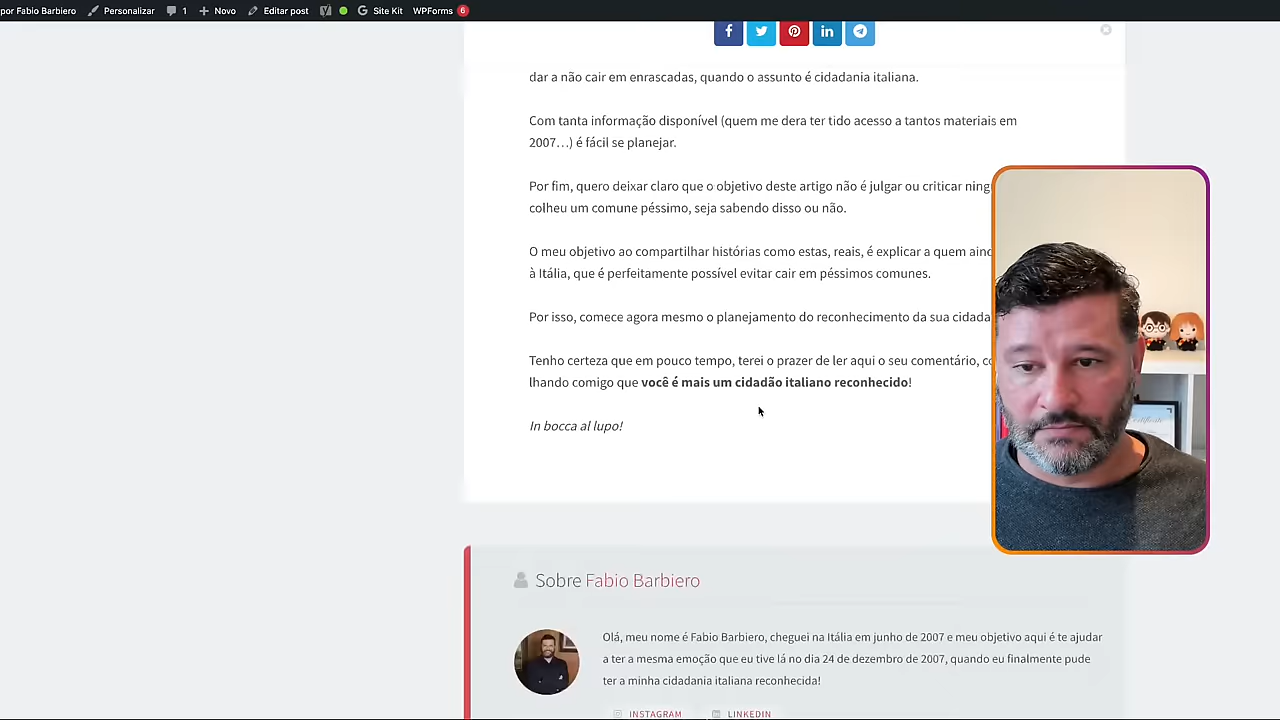 por Fabio Barbiero Personalizar 1 Novo Editar post Site Kit WPForms 6
dar a não cair em enrascadas, quando o assunto é cidadania italiana.
Com tanta informação disponível (quem me dera ter tido acesso a tantos materiais em
2007…) é fácil se planejar.
Por fim, quero deixar claro que o objetivo deste artigo não é julgar ou criticar
colheu um comune péssimo, seja sabendo disso ou não.
O meu objetivo ao compartilhar histórias como estas, reais, é explicar a quem
à Itália, que é perfeitamente possível evitar cair em péssimos comunes.
Por isso, comece agora mesmo o planejamento do reconhecimento da sua
Tenho certeza que em pouco tempo, terei o prazer de ler aqui o seu comentário,
lhando comigo que você é mais um cidadão italiano reconhecido!
In bocca al lupo!
Certificate
Sobre Fabio Barbiero
Olá, meu nome é Fabio Barbiero, cheguei na Itália em junho de 2007 e meu objetivo aqui é te ajudar
a ter a mesma emoção que eu tive lá no dia 24 de dezembro de 2007, quando eu finalmente pude
ter a minha cidadania italiana reconhecida!
INSTAGRAM LINKEDIN